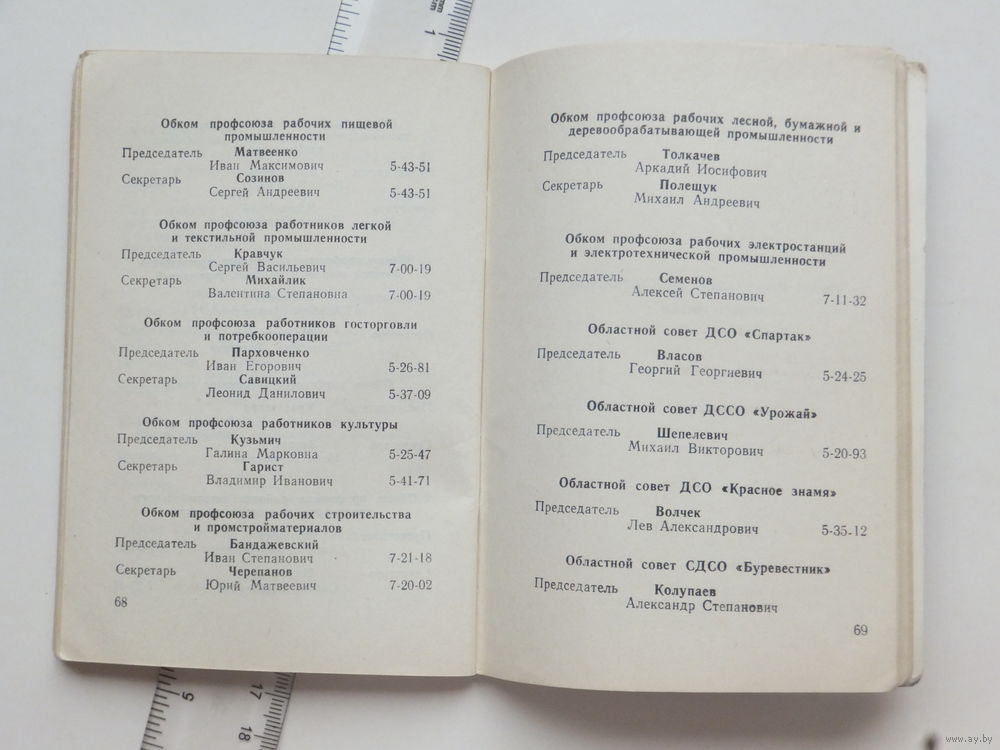 Обком профсоюза рабочих пищевой
промышленности
Председатель Матвеенко
Иван Максимович 5-43-51
Секретарь Созинов
Сергей Андреевич 5-43-51
Обком профсоюза работников легкой
и текстильной промышленности
Председатель Кравчук
Сергей Васильевич 7-00-19
Секретарь Михайлик
Валентина Степановна 7-00-19
Обком профсоюза работников госторговли
и потребкооперации
Председатель Парховченко
Иван Егорович 5-26-81
Секретарь Савицкий
Леонид Данилович 5-37-09
Обком профсоюза работников культуры
Председатель Кузьмич
Галина Марковна 5-25-47
Секретарь Гарист
Владимир Иванович 5-41-71
Обком профсоюза рабочих строительства
и промстройматериалов
Председатель Бандажевский
Иван Степанович 7-21-18
Секретарь Черепанов
Юрий Матвеевич 7-20-02
68
Обком профсоюза рабочих лесной, бумажной и
деревообрабатывающей промышленности
Председатель Толкачев
Аркадий Иосифович
Секретарь Полещук
Михаил Андреевич
Обком профсоюза рабочих электростанций
и электротехнической промышленности
Председатель Семенов
Алексей Степанович 7-11-32
Областной совет ДСО «Спартак»
Председатель Власов
Георгий Георгиевич 5-24-25
Областной совет ДССО «Урожай»
Председатель Шепелевич
Михаил Викторович 5-20-93
Областной совет ДСО «Красное знамя»
Председатель Волчек
Лев Александрович 5-35-12
Областной совет СДСО «Буревестник»
Председатель Колупаев
Александр Степанович
69
mm
1
5
17
18
www.ay.by